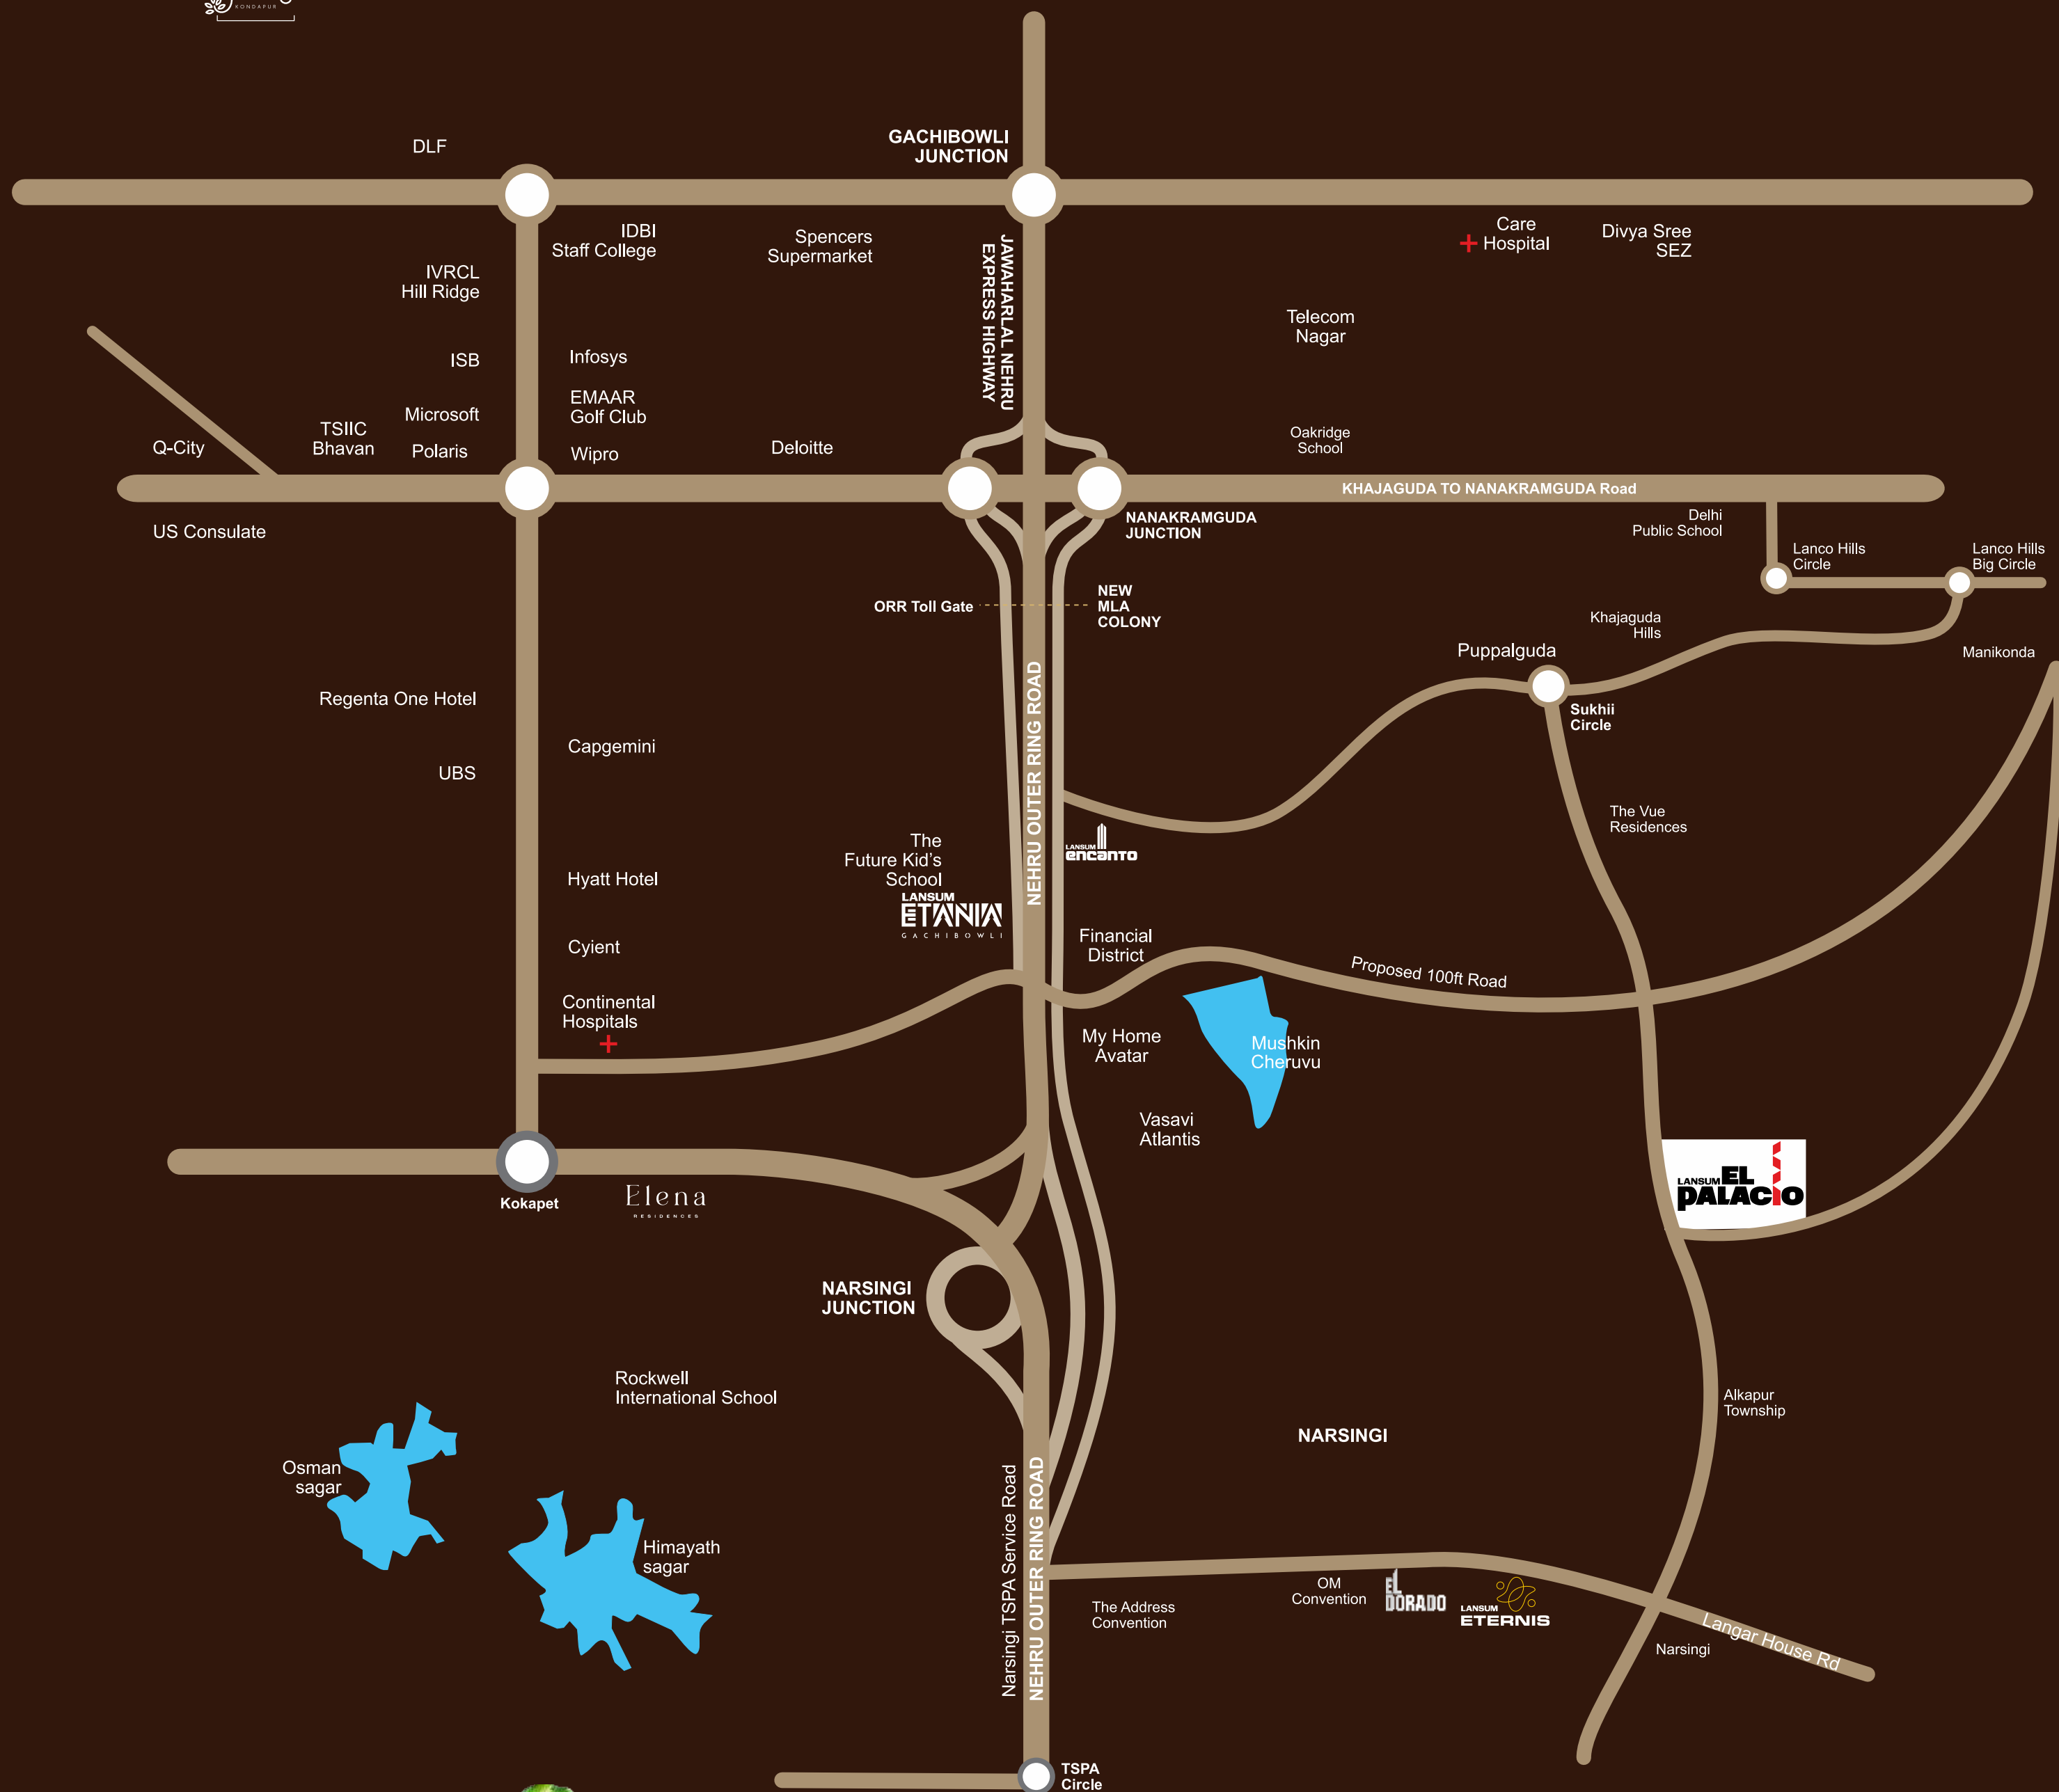 KONDAPUR
DLF
GACHIBOWLI
JUNCTION
IDBI
Staff College
Spencers
Supermarket
JAWAHARLAL NEHRU
EXPRESS HIGHWAY
Care
Hospital
Divya Sree
SEZ
IVRCL
Hill Ridge
Telecom
Nagar
ISB
Infosys
EMAAR
Golf Club
Microsoft
TSIIC
Bhavan
Q-City
Polaris
Wipro
Deloitte
Oakridge
School
KHAJAGUDA TO NANAKRAMGUDA Road
US Consulate
NANAKRAMGUDA
JUNCTION
Delhi
Public School
Lanco Hills
Circle
Lanco Hills
Big Circle
ORR Toll Gate
NEW
MLA
COLONY
Khajaguda
Hills
Puppalguda
Manikonda
Regenta One Hotel
NEHRU OUTER RING ROAD
Sukhii
Circle
Capgemini
UBS
The Vue
Residences
The
Future Kid's
School
LANSUM
encanto
Hyatt Hotel
LANSUM
ETANIA
GACHIBOWLI
Cyient
Financial
District
Proposed 100ft Road
Continental
Hospitals
My Home
Avatar
Mushkin
Cheruvu
Vasavi
Atlantis
LANSUM EL
PALACIO
Kokapet
Elena
RESIDENCES
NARSINGI
JUNCTION
Rockwell
International School
Alkapur
Township
NARSINGI
Osman
sagar
Himayath
sagar
Narsingi TSPA Service Road
NEHRU OUTER RING ROAD
The Address
Convention
OM
Convention
EL
DORADO
LANSUM
ETERNIS
Langar House Rd
Narsingi
TSPA
Circle